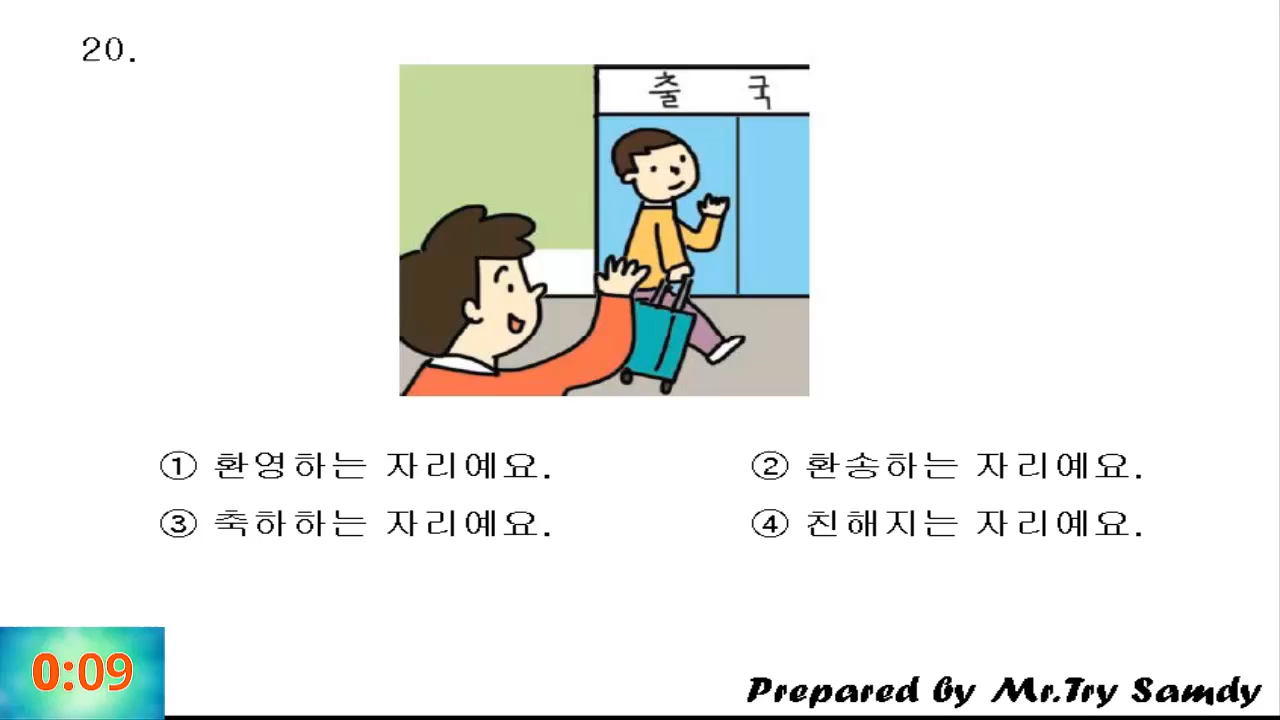 20.
출 국
① 환영하는 자리예요.
② 환송하는 자리예요.
③ 축하하는 자리예요.
④ 친해지는 자리예요.
0:09
Prepared by Mr.Try Samdy